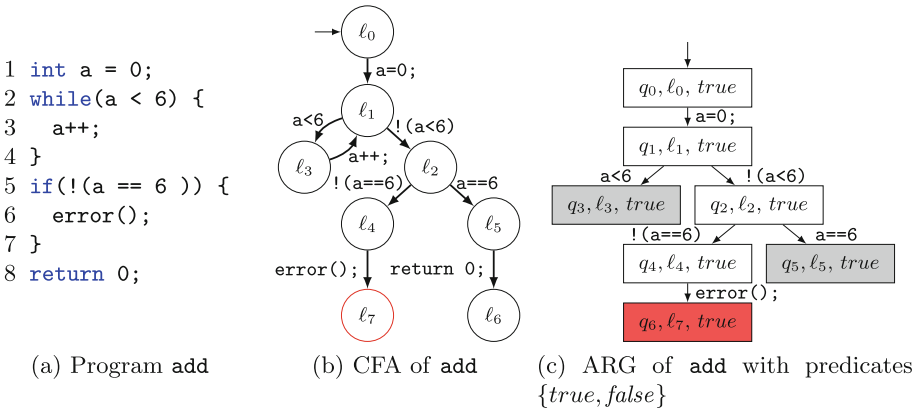 1 int a = 0;
2 while(a < 6) {
3 a++;
4 }
5 if(!(a == 6 )) {
6 error();
7 }
8 return 0;
(a) Program add
ℓ0
a=0;
ℓ1
a<6
!(a<6)
ℓ3
a++;
ℓ2
!(a==6)
a==6
ℓ4
ℓ5
error();
return 0;
ℓ7
ℓ6
(b) CFA of add
q0, ℓ0, true
a=0;
q1, ℓ1, true
a<6
!(a<6)
q3, ℓ3, true
q2, ℓ2, true
!(a==6)
a==6
q4, ℓ4, true
q5, ℓ5, true
error();
q6, ℓ7, true
(c) ARG of add with predicates
{true, false}